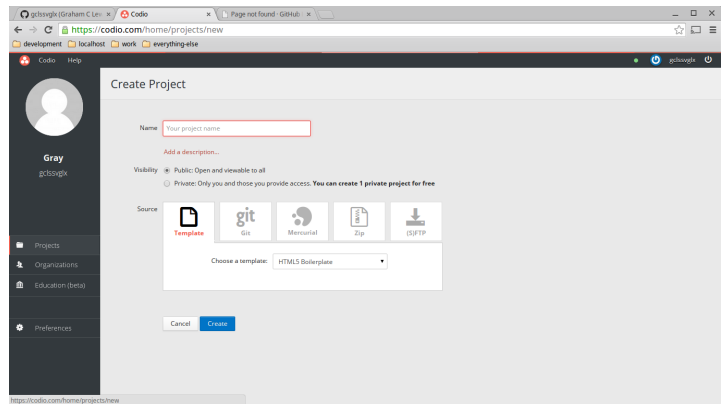 gclssvglx (Graham C Lev
Codio
Page not found · GitHub
https://codio.com/home/projects/new
development localhost work everything-else
Codio Help gclssvglx
Create Project
Name Your project name
Add a description...
Gray
gclssvglx
Visibility Public: Open and viewable to all
Private: Only you and those you provide access. You can create 1 private project for free
Source
git
Template Git Mercurial Zip (S)FTP
Choose a template: HTML5 Boilerplate
Projects
Organizations
Education (beta)
Cancel Create
Preferences
https://codio.com/home/projects/new